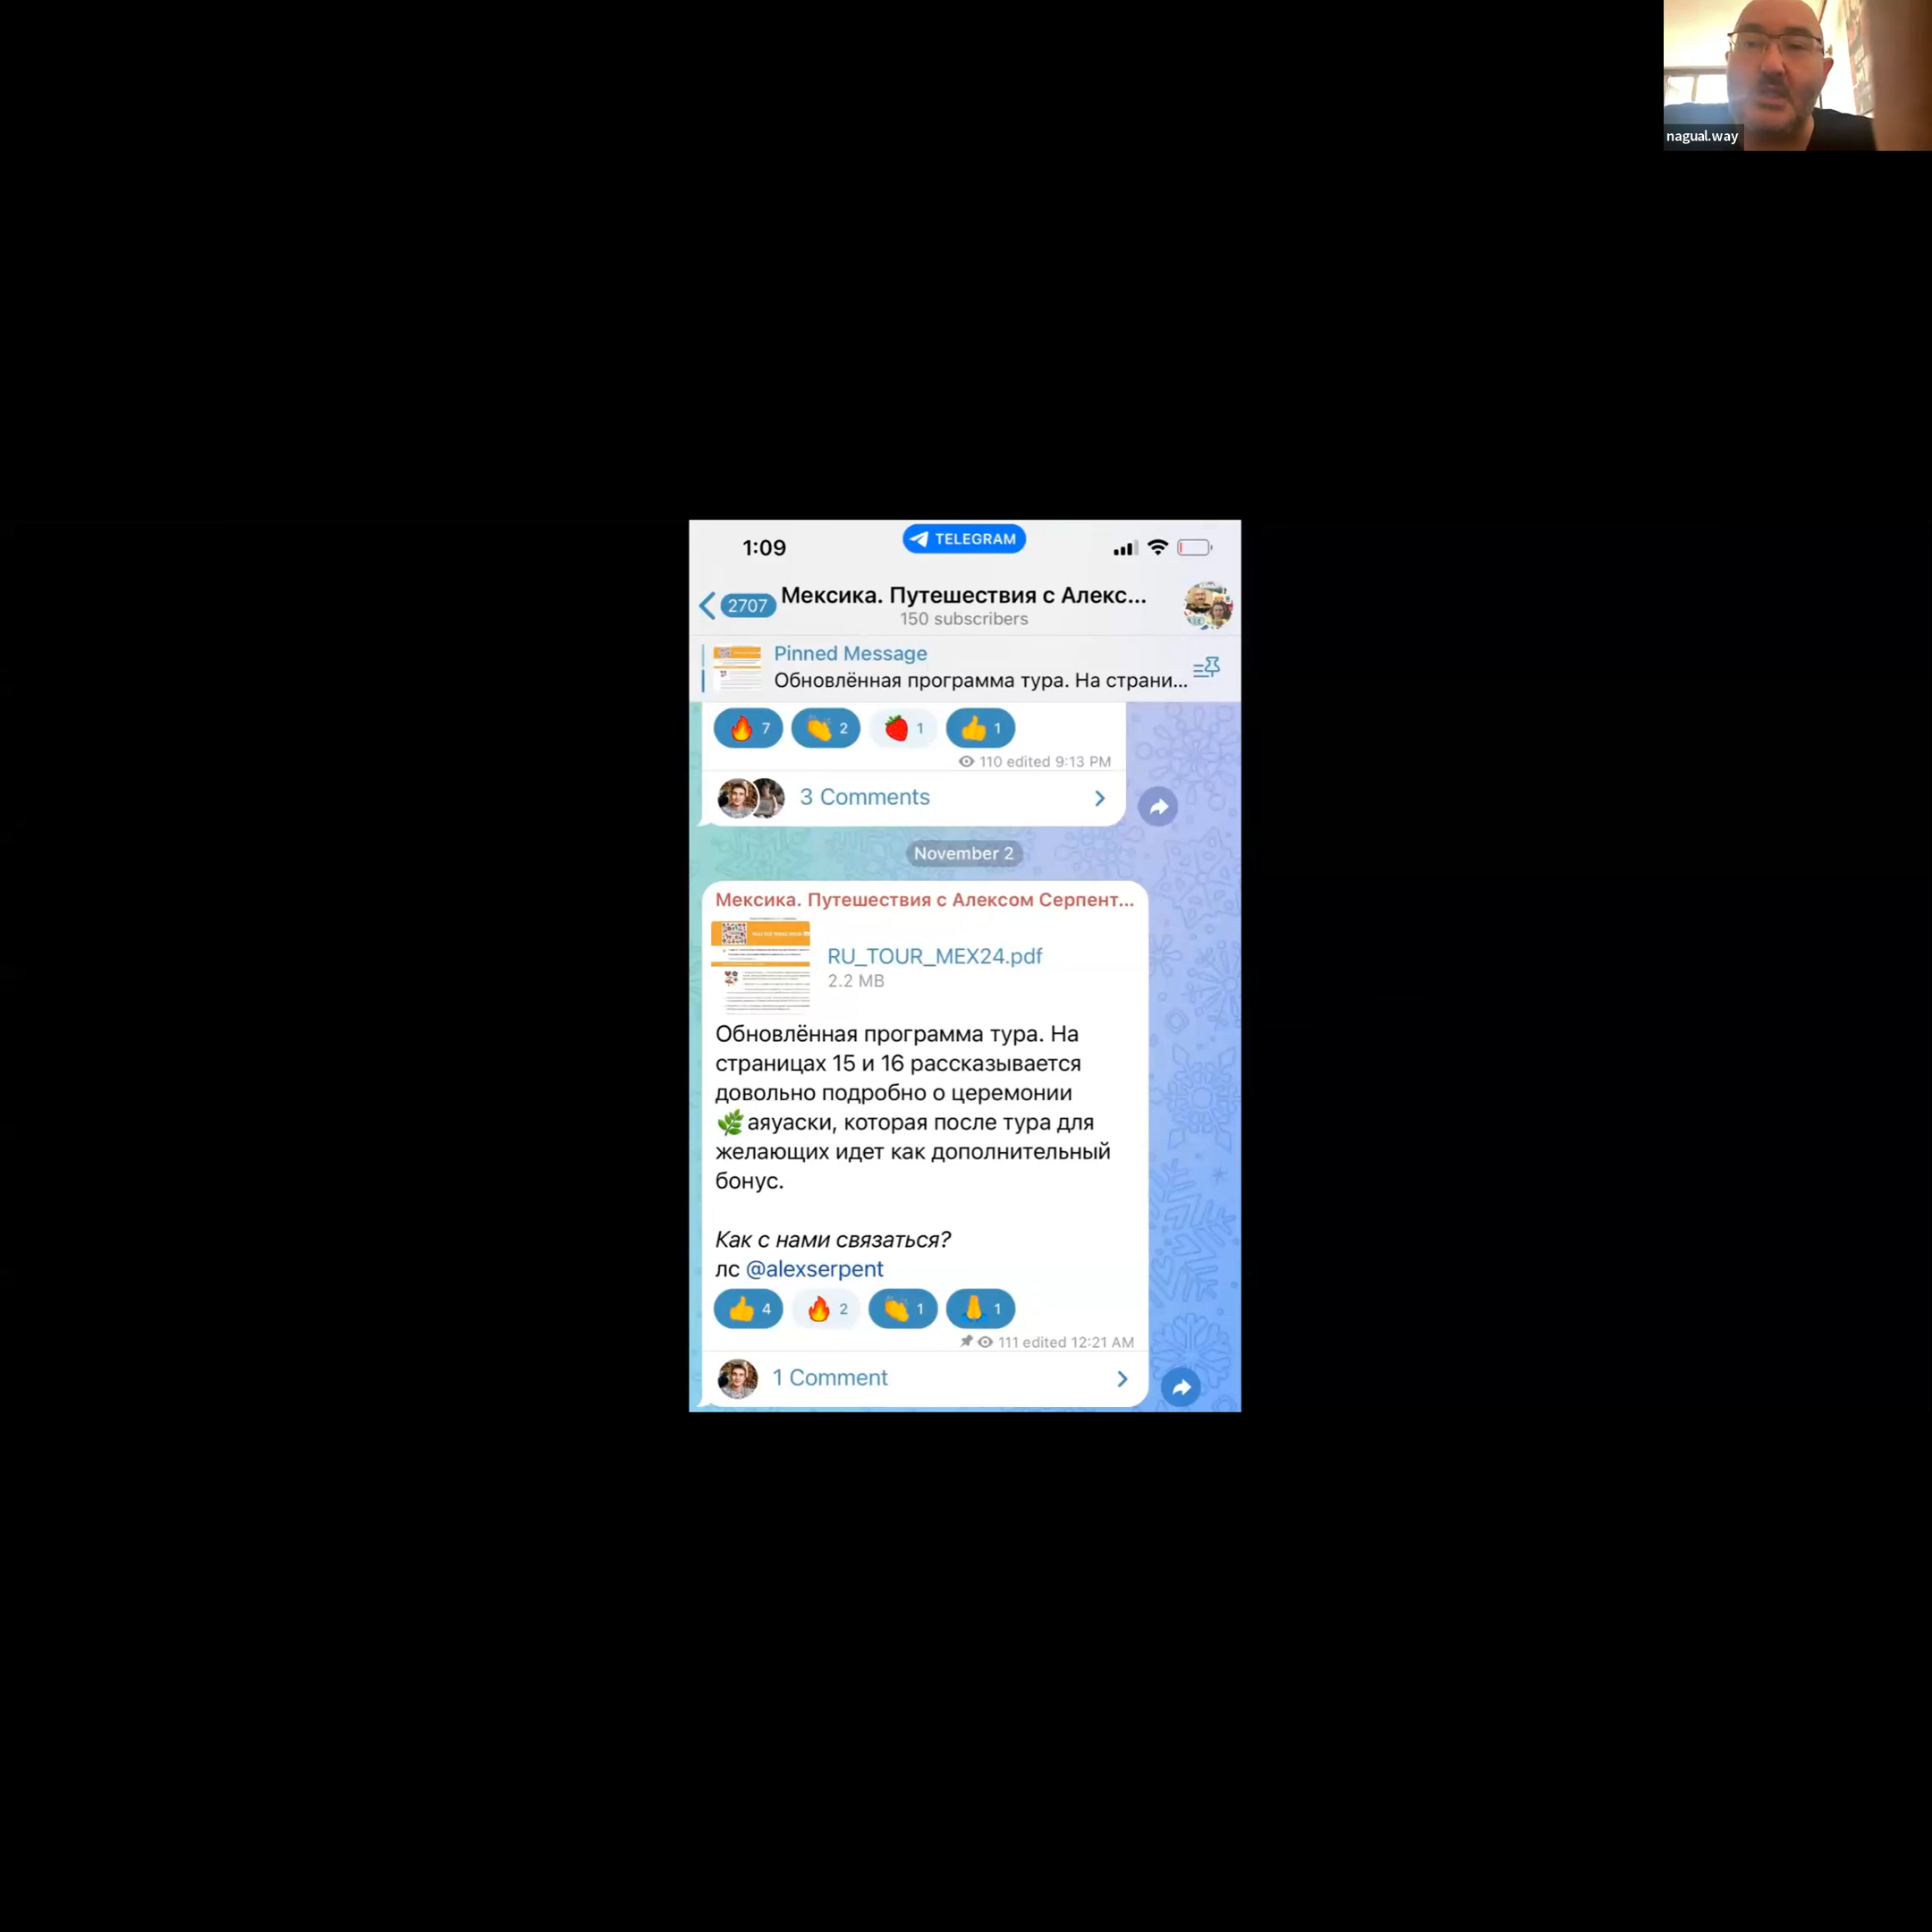 nagual.way
1:09
TELEGRAM
2707
Мексика. Путешествия с Алекс...
150 subscribers
Pinned Message
Обновлённая программа тура. На страни...
7
2
1
1
110 edited 9:13 PM
3 Comments
November 2
Мексика. Путешествия с Алексом Серпент...
RU_TOUR_MEX24.pdf
2.2 MB
Обновлённая программа тура. На
страницах 15 и 16 рассказывается
довольно подробно о церемонии
🌿аяуаски, которая после тура для
желающих идет как дополнительный
бонус.
Как с нами связаться?
лс @alexserpent
4
2
1
1
111 edited 12:21 AM
1 Comment